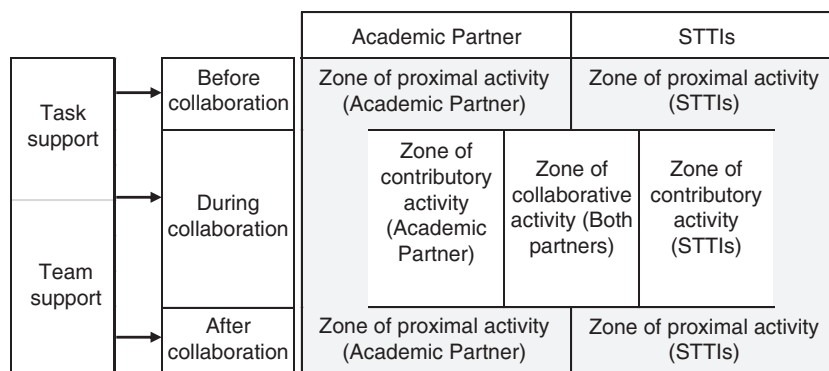 Academic Partner
STTIs
Task
support
Team
support
Before
collaboration
Zone of proximal activity
(Academic Partner)
Zone of proximal activity
(STTIs)
During
collaboration
Zone of
contributory
activity
(Academic
Partner)
Zone of
collaborative
activity (Both
partners)
Zone of
contributory
activity
(STTIs)
After
collaboration
Zone of proximal activity
(Academic Partner)
Zone of proximal activity
(STTIs)